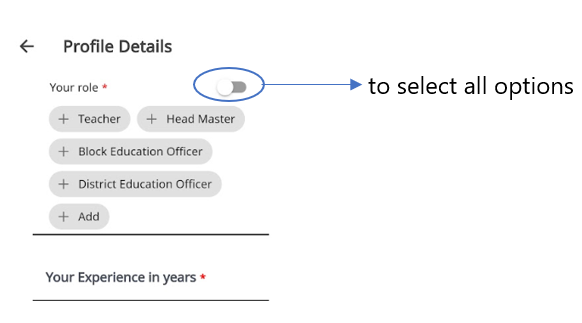 Profile Details
Your role * to select all options
+ Teacher + Head Master
+ Block Education Officer
+ District Education Officer
+ Add
Your Experience in years *